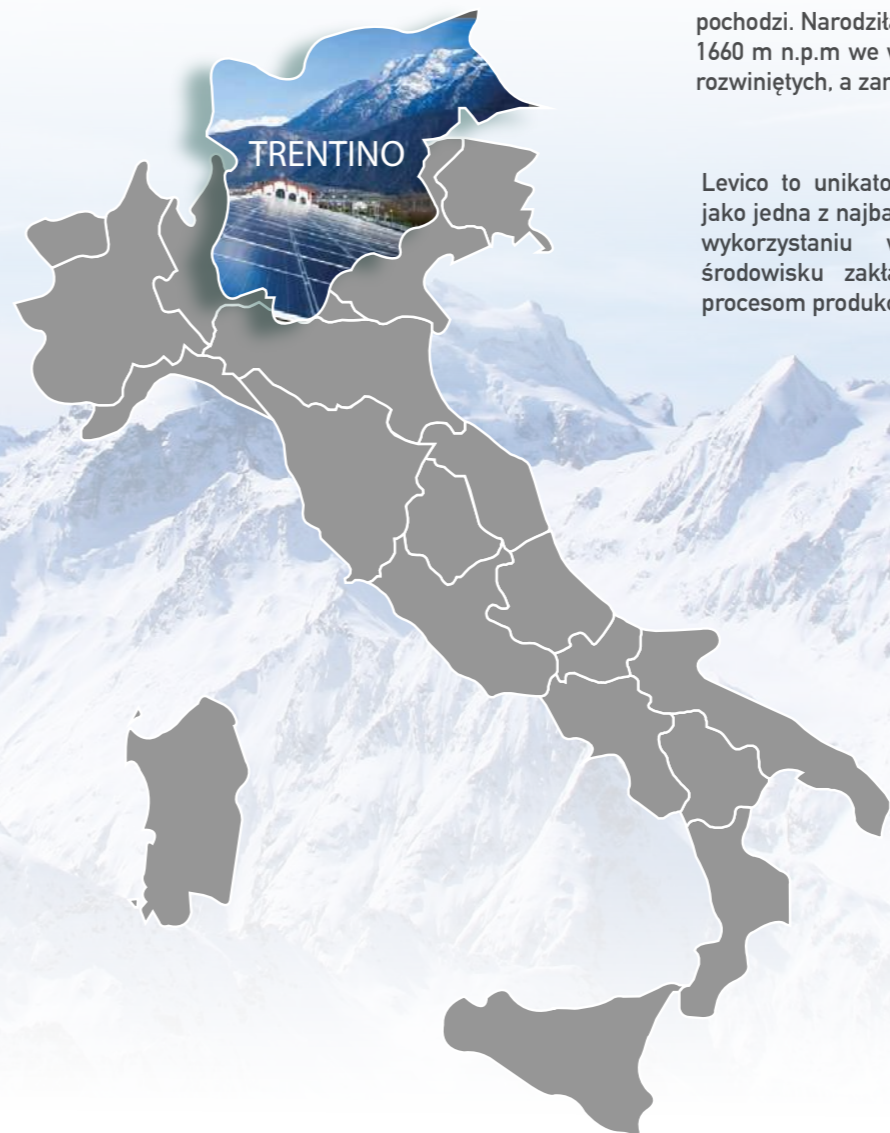 pochodzi. Narodziła
1660 m n.p.m we
rozwiniętych, a
TRENTINO
Levico to
jako jedna z
wykorzystaniu
środowisku
procesom